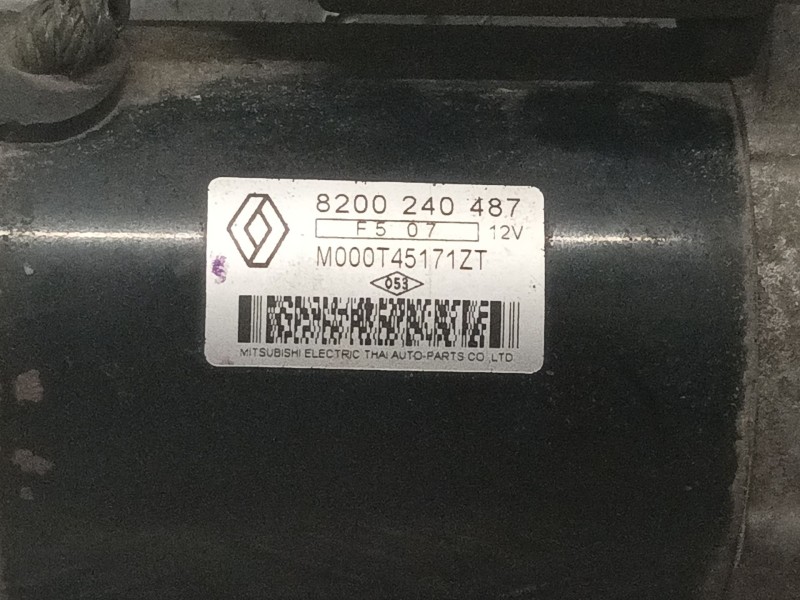 8200 240 487
F5 07 12V
M000T45171ZT
053
MITSUBISHI ELECTRIC THAI AUTO-PARTS CO.,LTD.